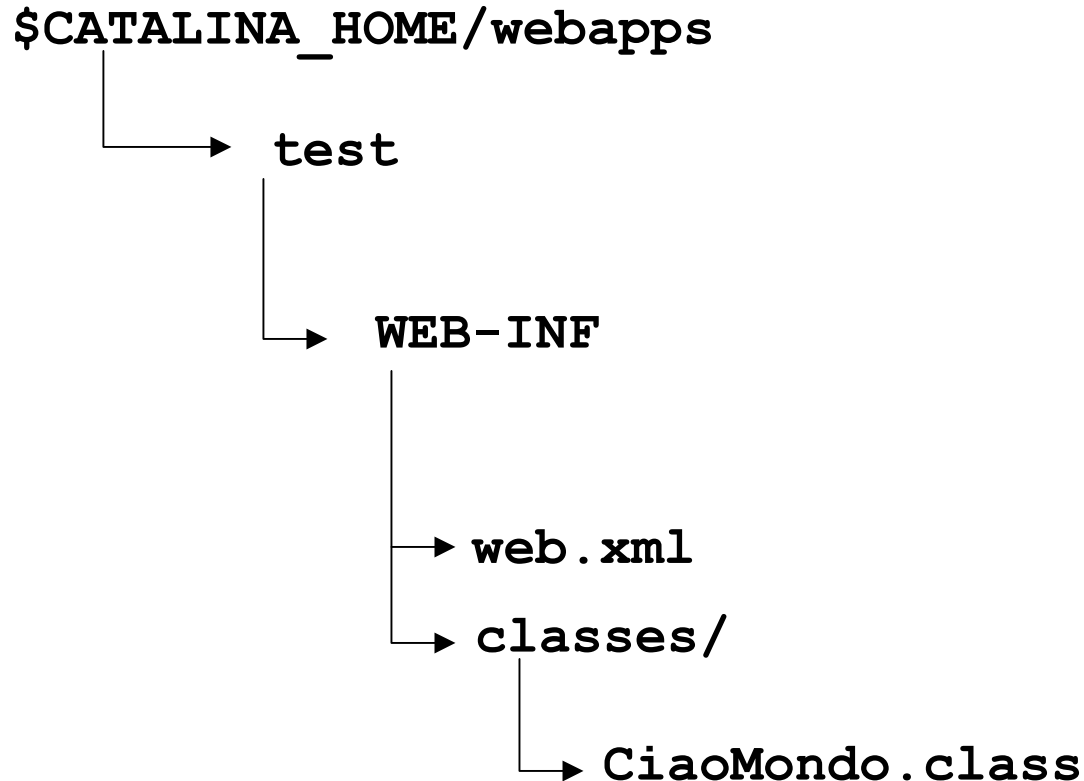 $CATALINA_HOME/webapps
test
WEB-INF
web.xml
classes/
CiaoMondo.class